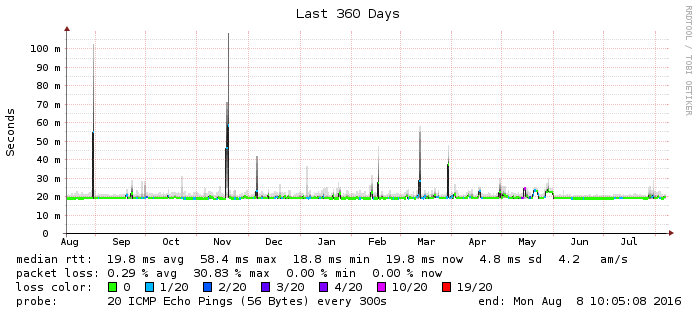 Last 360 Days
RRDTOOL / TOBI OETIKER
Seconds
100 m
90 m
80 m
70 m
60 m
50 m
40 m
30 m
20 m
10 m
0
Aug Sep Oct Nov Dec Jan Feb Mar Apr May Jun Jul
median rtt: 19.8 ms avg 58.4 ms max 18.8 ms min 19.8 ms now 4.8 ms sd 4.2 am/s
packet loss: 0.29 % avg 30.83 % max 0.00 % min 0.00 % now
loss color: 0 1/20 2/20 3/20 4/20 10/20 19/20
probe: 20 ICMP Echo Pings (56 Bytes) every 300s end: Mon Aug 8 10:05:08 2016